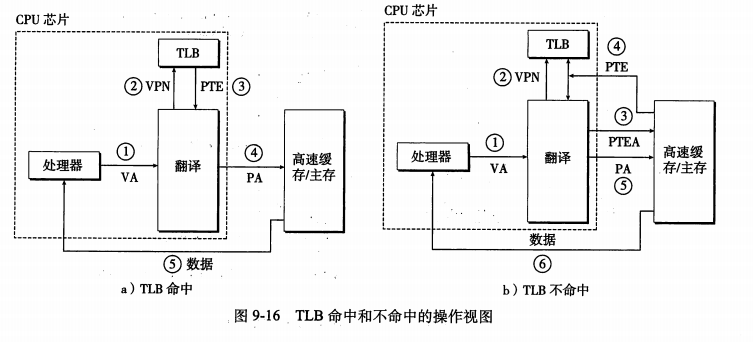 CPU 芯片
TLB
② VPN
PTE ③
处理器
①
VA
翻译
④
PA
高速缓
存/主存
⑤ 数据
a）TLB 命中
CPU 芯片
TLB
④
PTE
② VPN
处理器
①
VA
翻译
③
PTEA
PA
⑤
高速缓
存/主存
数据
⑥
b）TLB 不命中
图 9-16 TLB 命中和不命中的操作视图